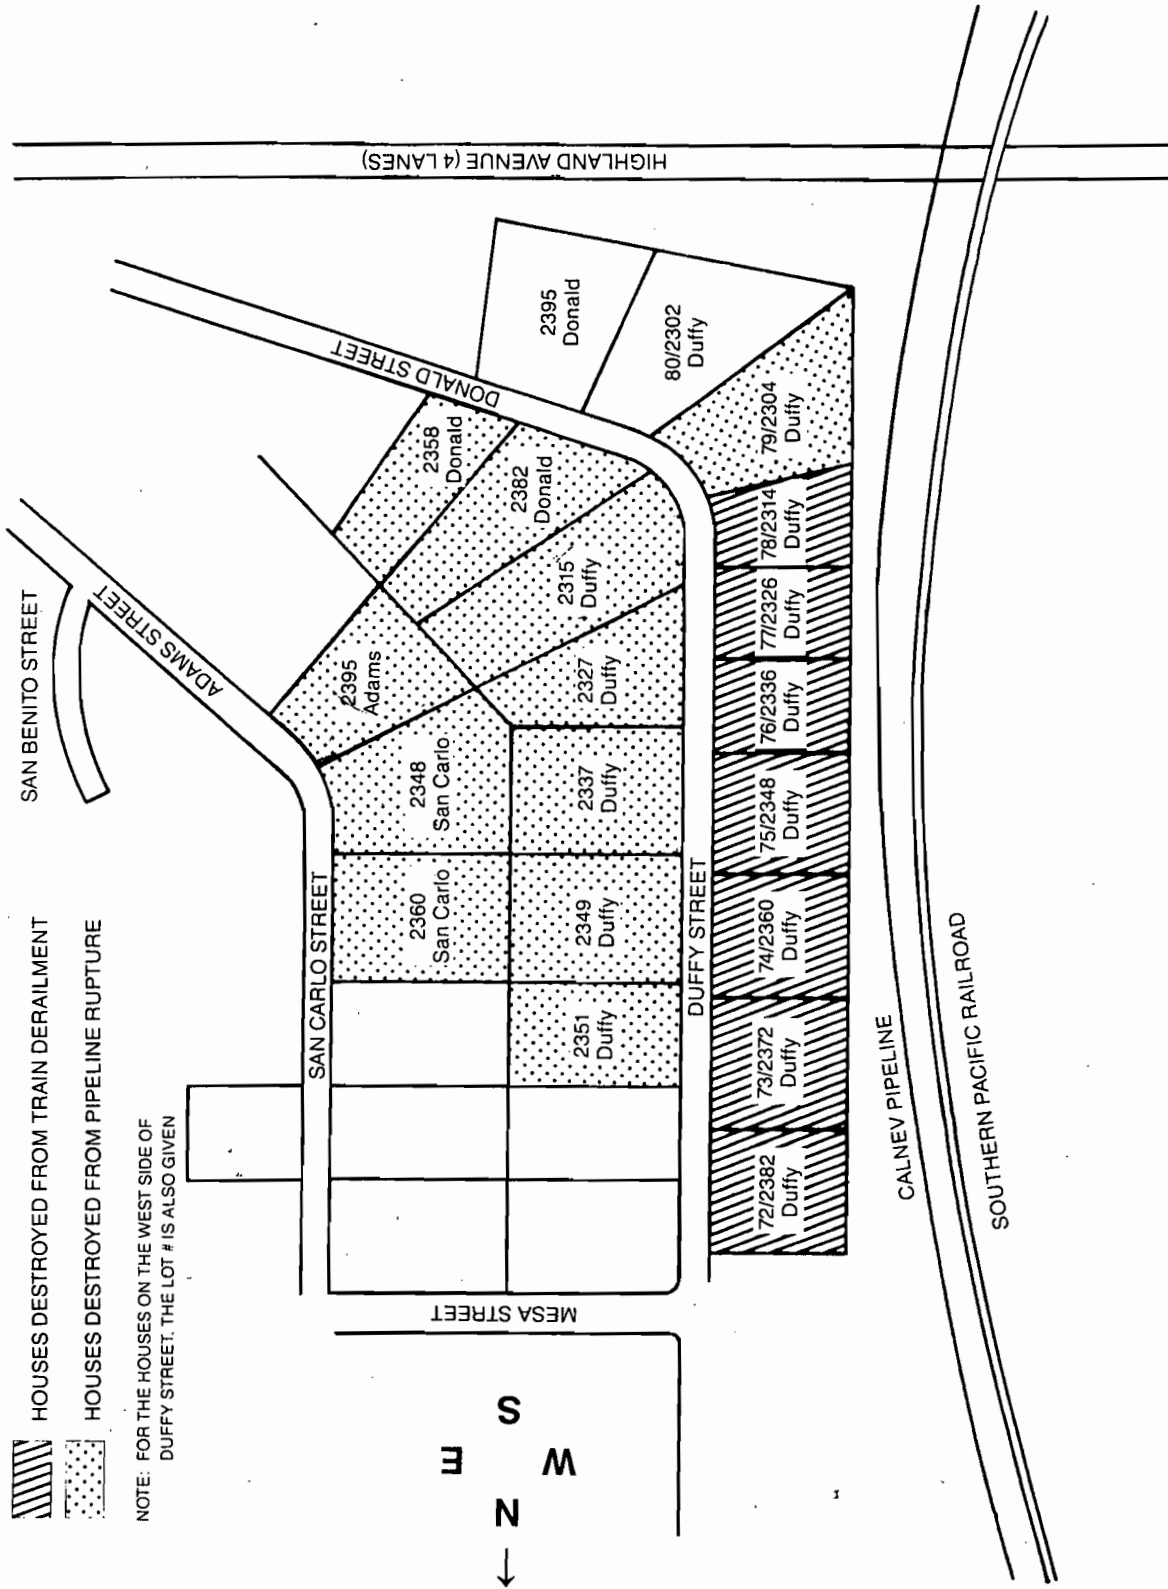 HOUSES DESTROYED FROM TRAIN DERAILMENT
HOUSES DESTROYED FROM PIPELINE RUPTURE
NOTE: FOR THE HOUSES ON THE WEST SIDE OF
DUFFY STREET, THE LOT # IS ALSO GIVEN
SAN BENITO STREET
ADAMS STREET
SAN CARLO STREET
DONALD STREET
HIGHLAND AVENUE (4 LANES)
MESA STREET
DUFFY STREET
CALNEV PIPELINE
SOUTHERN PACIFIC RAILROAD
2360
San Carlo
2348
San Carlo
2395
Adams
2358
Donald
2382
Donald
2395
Donald
2351
Duffy
2349
Duffy
2337
Duffy
2327
Duffy
2315
Duffy
80/2302
Duffy
72/2382
Duffy
73/2372
Duffy
74/2360
Duffy
75/2348
Duffy
76/2336
Duffy
77/2326
Duffy
78/2314
Duffy
79/2304
Duffy
← N
E
W
S